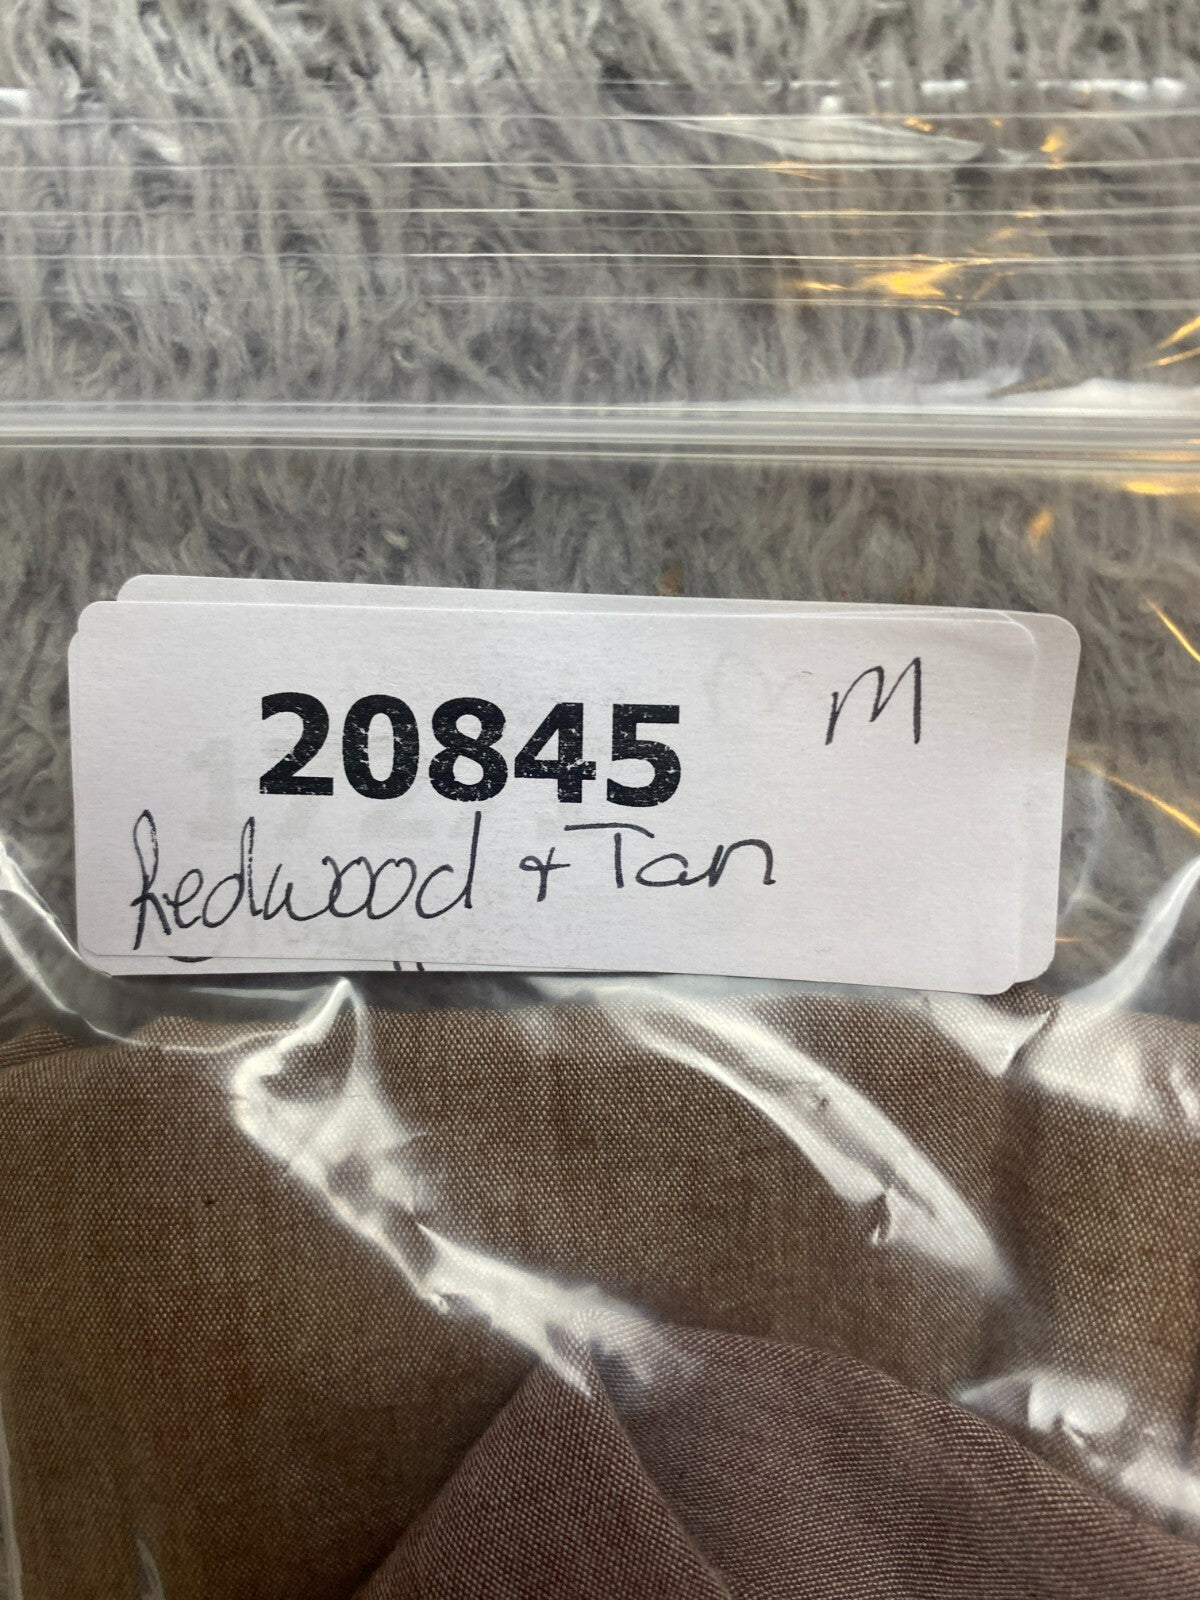 20845 M
Redwood + Tan